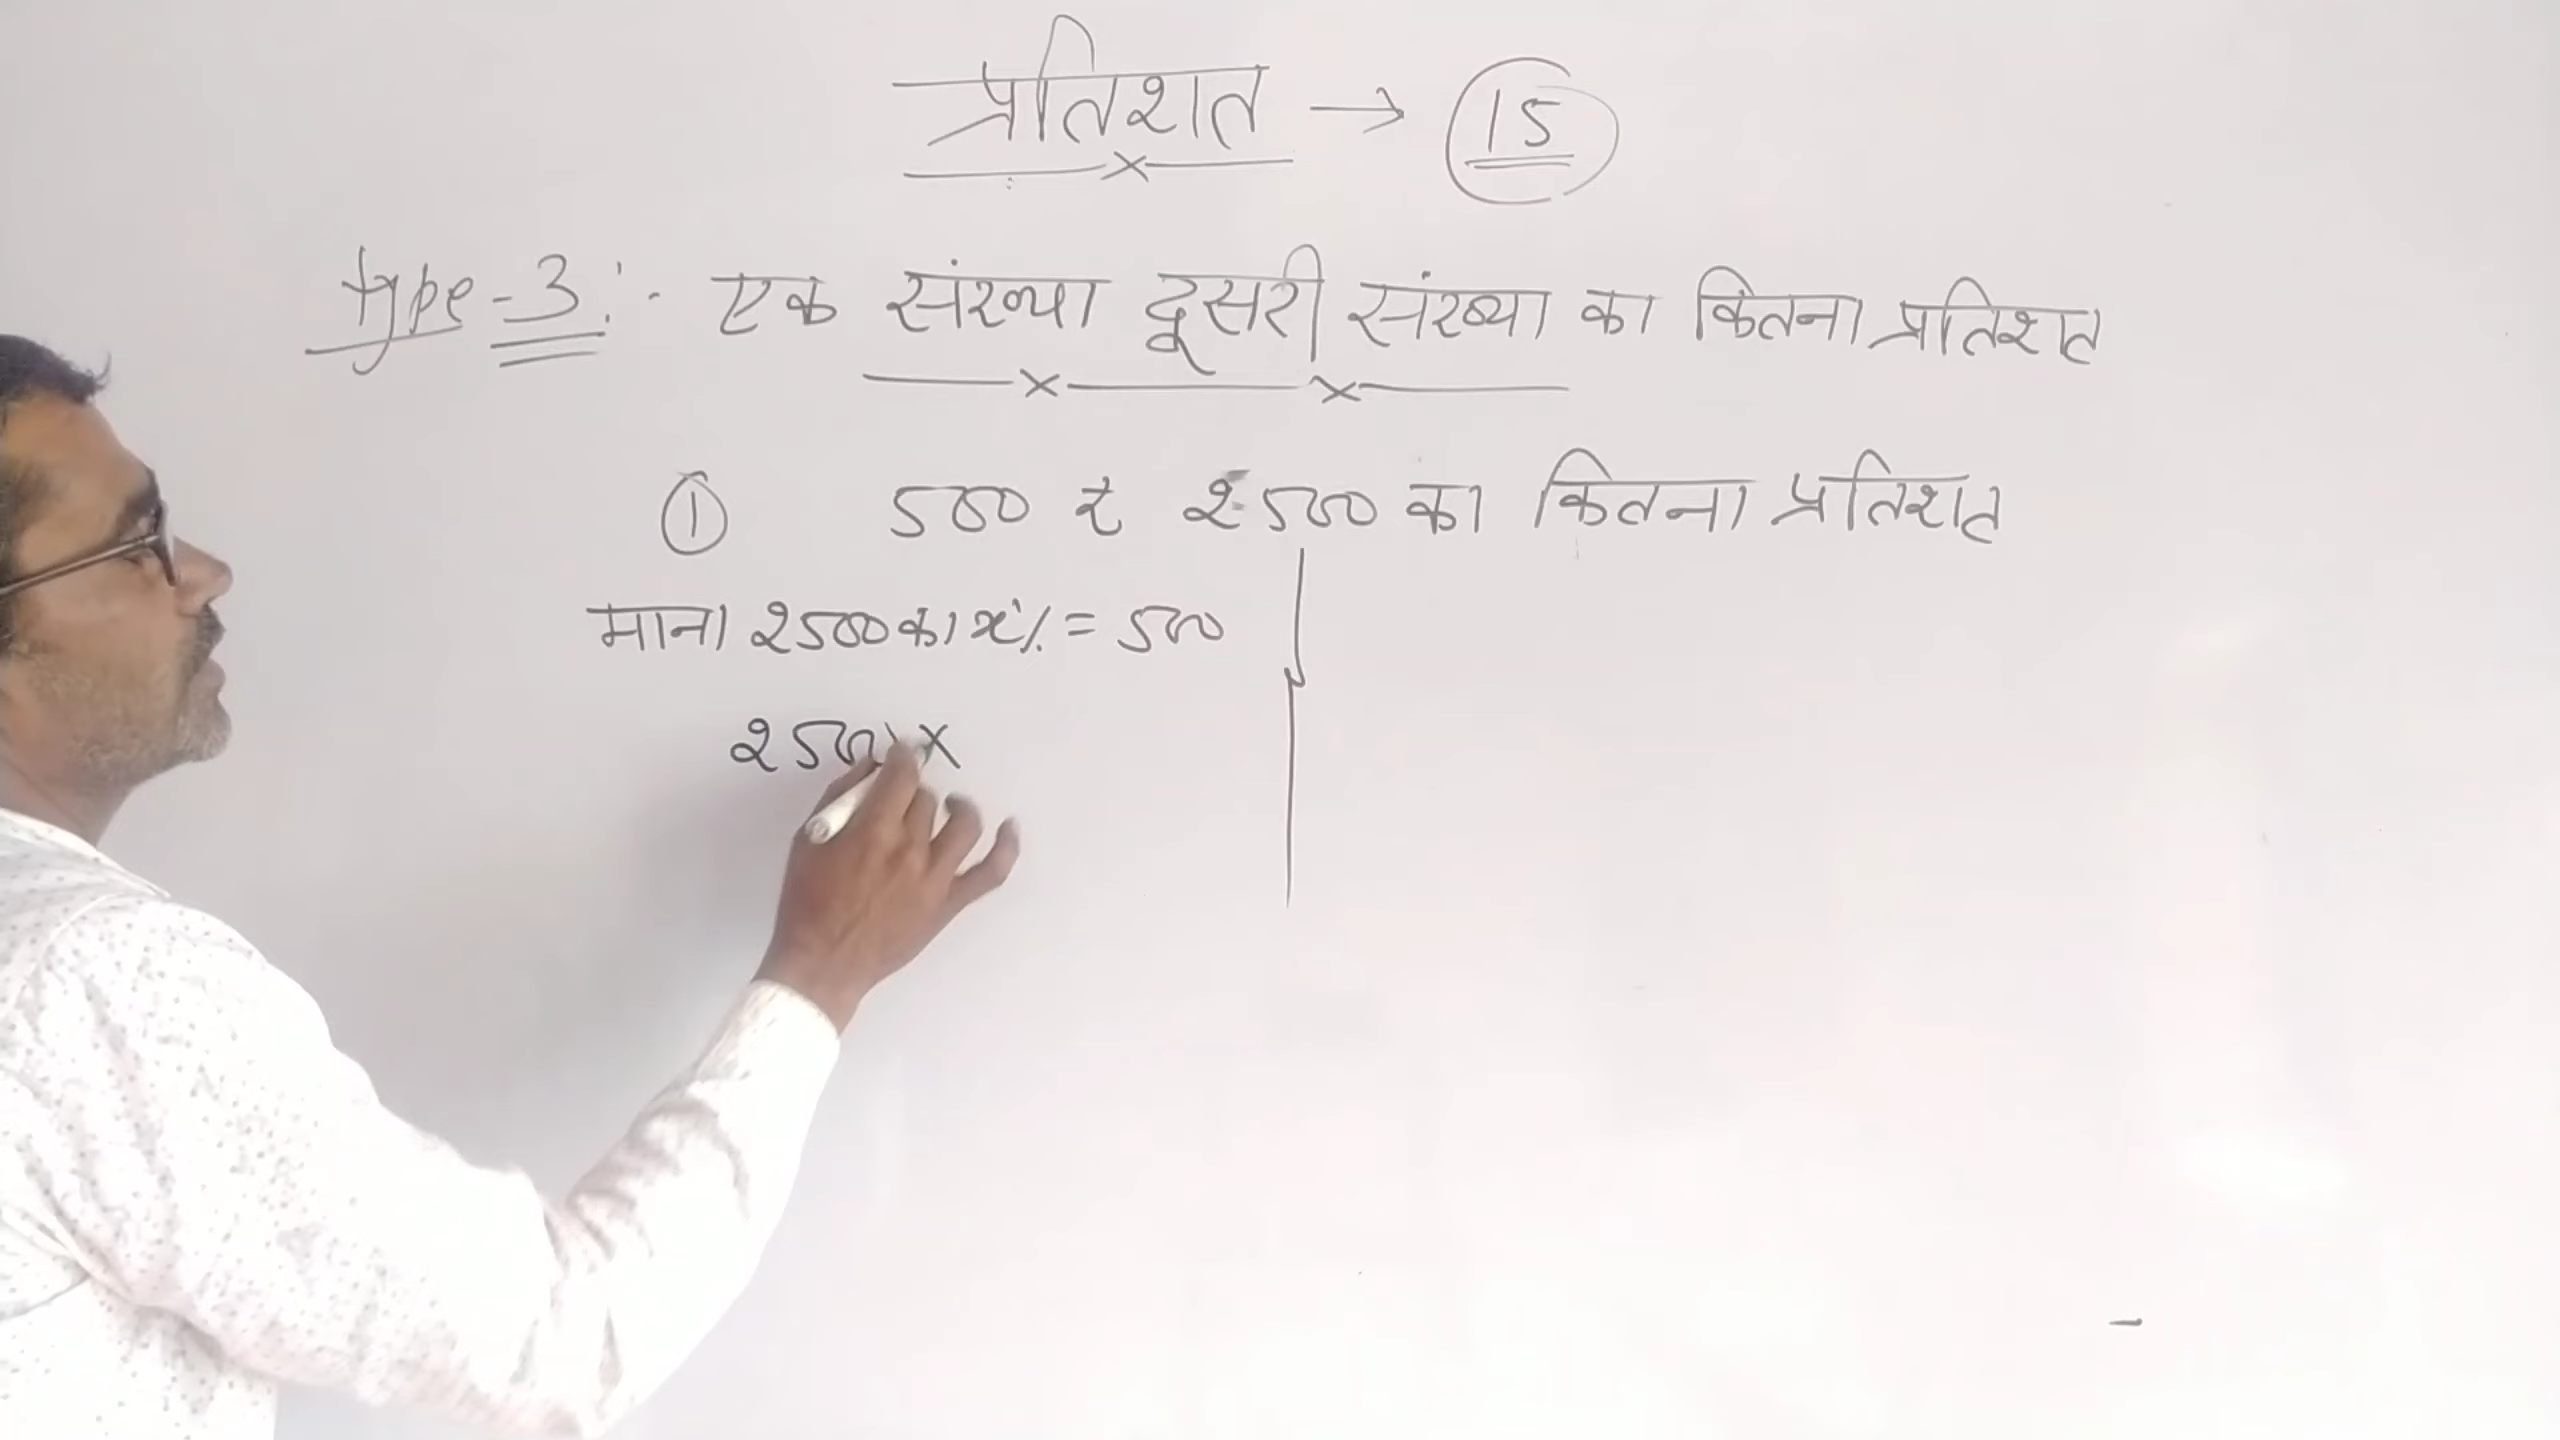 प्रतिशत → 15
type-3:- एक संख्या दूसरी संख्या का कितना प्रतिशत
① 500 ₹ 2500 का कितना प्रतिशत
माना 2500 का x% = 500
2500 ×